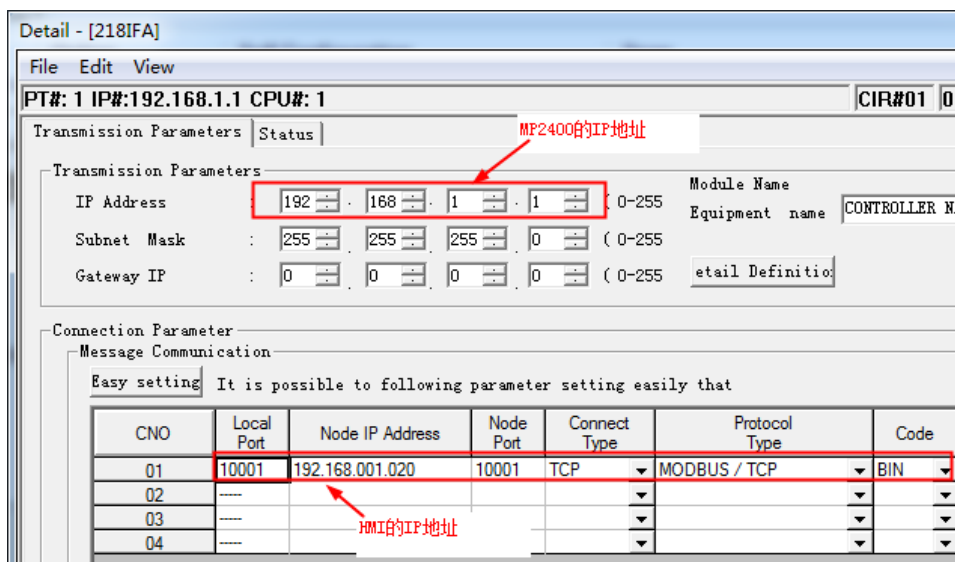 Detail - [218IFA]
File Edit View
PT#: 1 IP#:192.168.1.1 CPU#: 1 CIR#01 0
Transmission Parameters Status
MP2400的IP地址
Transmission Parameters
IP Address : 192 . 168 . 1 . 1 ( 0-255
Module Name
Equipment name CONTROLLER N
Subnet Mask : 255 . 255 . 255 . 0 ( 0-255
Gateway IP : 0 . 0 . 0 . 0 ( 0-255
etail Definitio
Connection Parameter
Message Communication
Easy setting It is possible to following parameter setting easily that
CNO Local Port Node IP Address Node Port Connect Type Protocol Type Code
01 10001 192.168.001.020 10001 TCP MODBUS / TCP BIN
02 -----
03 -----
04 -----
HMI的IP地址